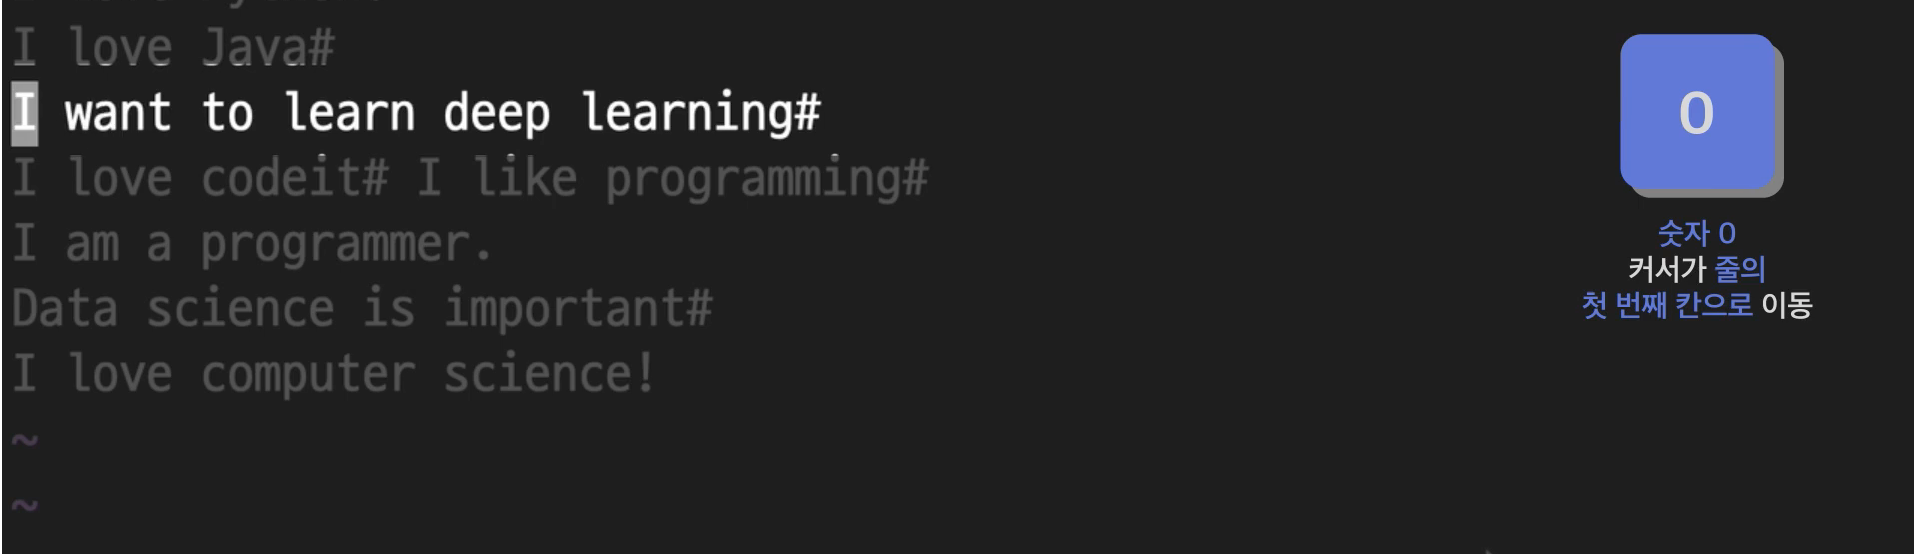 I love Java#
I want to learn deep learning#
I love codeit# I like programming#
I am a programmer.
Data science is important#
I love computer science!
~
~
0
숫자 0
커서가 줄의
첫 번째 칸으로 이동